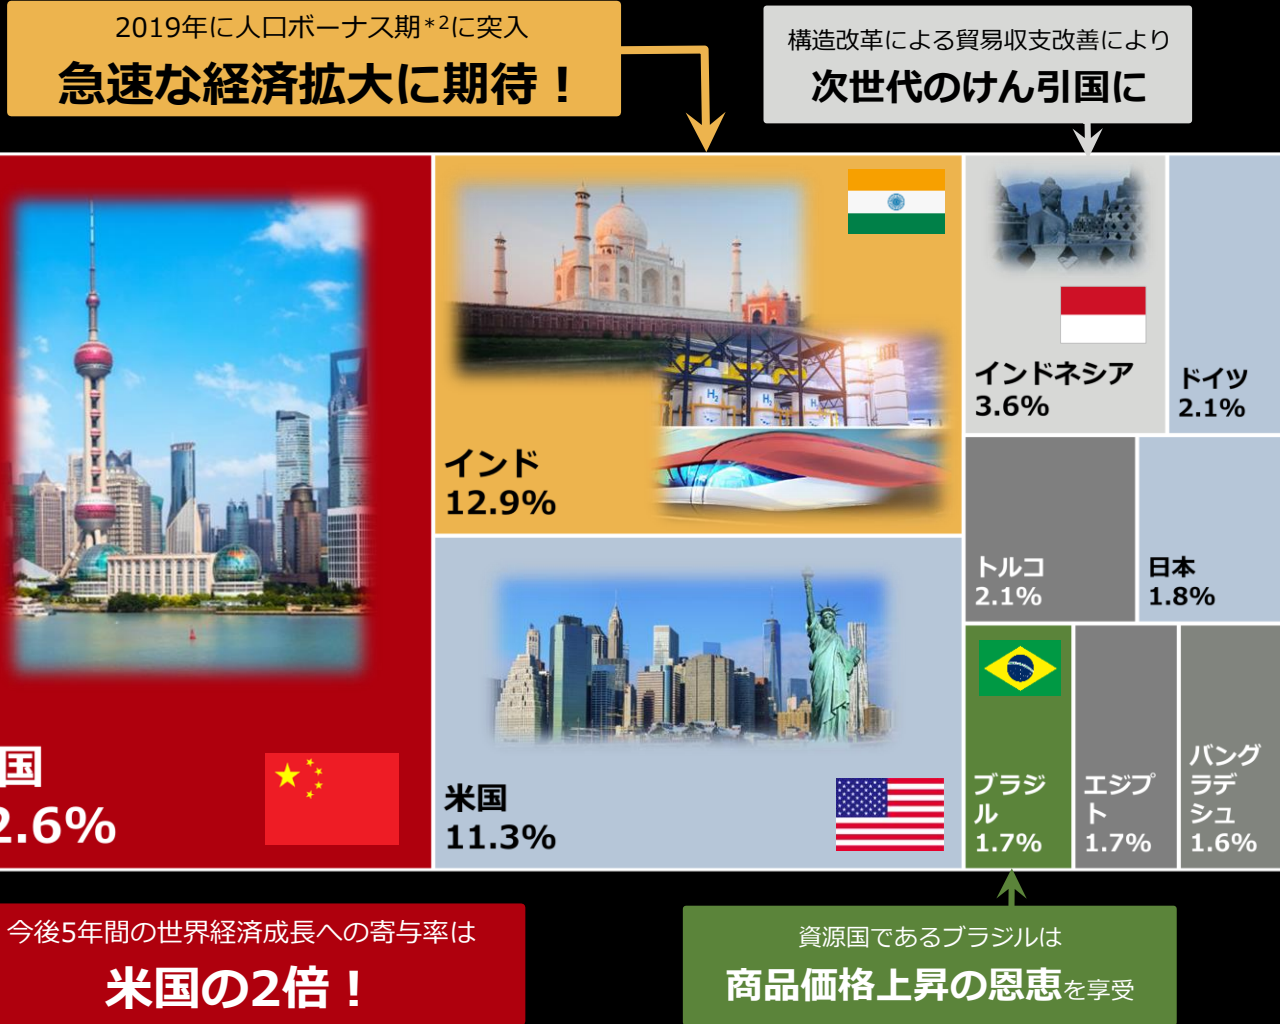 2019年に人口ボーナス期*2に突入
急速な経済拡大に期待！
構造改革による貿易収支改善により
次世代のけん引国に
インド
12.9%
H2
H2
H2
インドネシア
3.6%
ドイツ
2.1%
トルコ
2.1%
日本
1.8%
国
2.6%
米国
11.3%
ブラジ
ル
1.7%
エジプ
ト
1.7%
バング
ラデ
シュ
1.6%
今後5年間の世界経済成長への寄与率は
米国の2倍！
資源国であるブラジルは
商品価格上昇の恩恵を享受